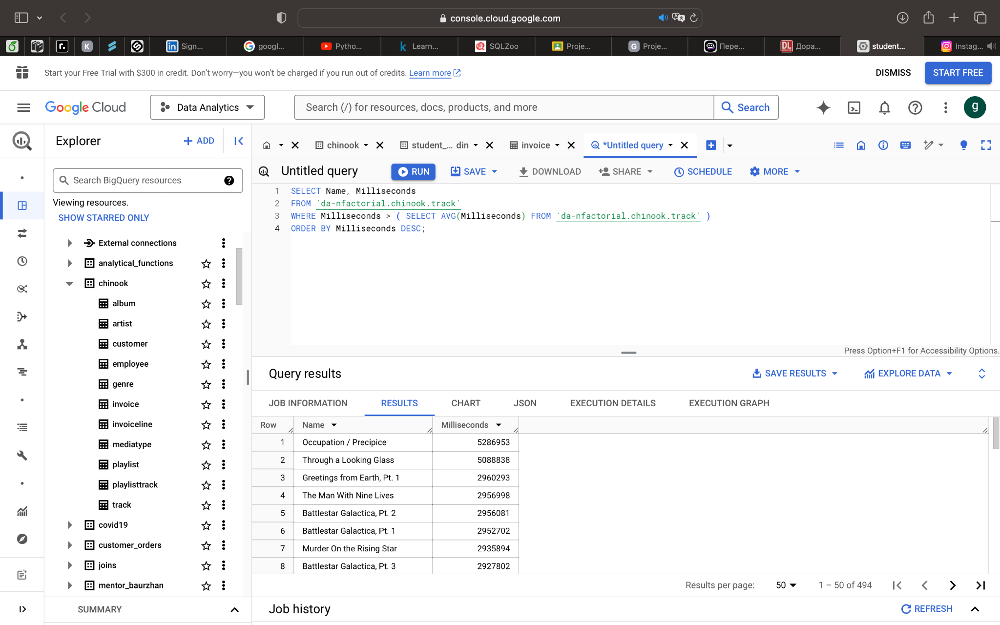 console.cloud.google.com
Sign...
googl...
Pytho...
Learn...
SQLZoo
Proje...
Proje...
Пере...
Дора...
student...
Instag...
Start your Free Trial with $300 in credit. Don't worry—you won't be charged if you run out of credits. Learn more
DISMISS
START FREE
Google Cloud
Data Analytics
Search (/) for resources, docs, products, and more
Search
g
Explorer
+ ADD
chinook
student_... din
invoice
*Untitled query
Search BigQuery resources
Viewing resources.
SHOW STARRED ONLY
External connections
analytical_functions
chinook
album
artist
customer
employee
genre
invoice
invoiceline
mediatype
playlist
playlisttrack
track
covid19
customer_orders
joins
mentor_baurzhan
SUMMARY
Untitled query
RUN
SAVE
DOWNLOAD
SHARE
SCHEDULE
MORE
1 SELECT Name, Milliseconds
2 FROM `da-nfactorial.chinook.track`
3 WHERE Milliseconds > ( SELECT AVG(Milliseconds) FROM `da-nfactorial.chinook.track` )
4 ORDER BY Milliseconds DESC;
Press Option+F1 for Accessibility Options.
Query results
SAVE RESULTS
EXPLORE DATA
JOB INFORMATION
RESULTS
CHART
JSON
EXECUTION DETAILS
EXECUTION GRAPH
Row Name Milliseconds
1 Occupation / Precipice 5286953
2 Through a Looking Glass 5088838
3 Greetings from Earth, Pt. 1 2960293
4 The Man With Nine Lives 2956998
5 Battlestar Galactica, Pt. 2 2956081
6 Battlestar Galactica, Pt. 1 2952702
7 Murder On the Rising Star 2935894
8 Battlestar Galactica, Pt. 3 2927802
Results per page: 50 1 – 50 of 494
Job history
REFRESH